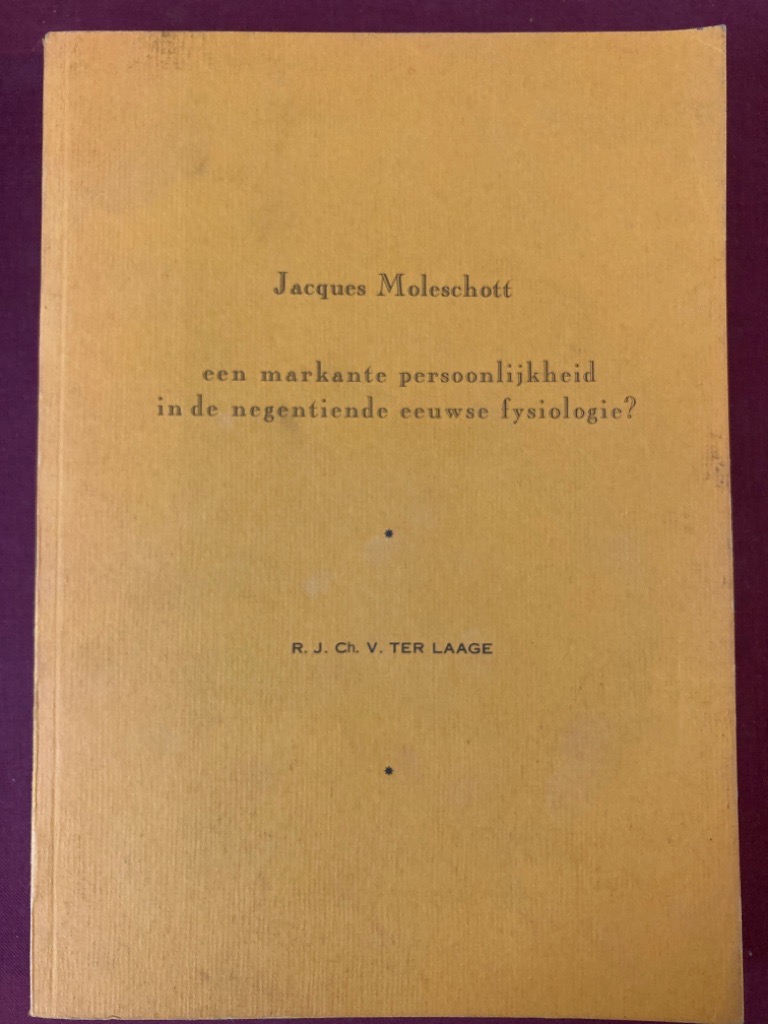 Jacques Moleschott
een markante persoonlijkheid
in de negentiende eeuwse fysiologie?
R. J. Ch. V. TER LAAGE